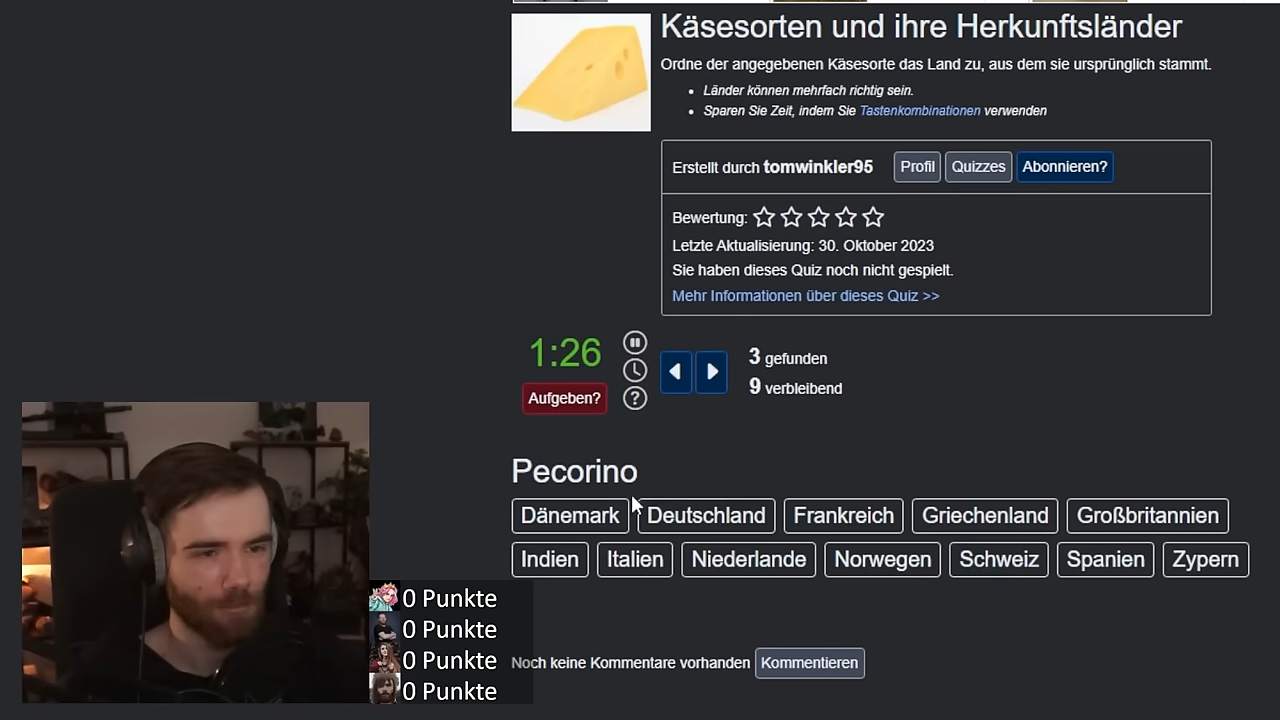 Käsesorten und ihre Herkunftsländer
Ordne der angegebenen Käsesorte das Land zu, aus dem sie ursprünglich stammt.
Länder können mehrfach richtig sein.
Sparen Sie Zeit, indem Sie Tastenkombinationen verwenden
Erstellt durch tomwinkler95 Profil Quizzes Abonnieren?
Bewertung:
Letzte Aktualisierung: 30. Oktober 2023
Sie haben dieses Quiz noch nicht gespielt.
Mehr Informationen über dieses Quiz >>
1:26
3 gefunden
9 verbleibend
Aufgeben?
?
Pecorino
Dänemark Deutschland Frankreich Griechenland Großbritannien
Indien Italien Niederlande Norwegen Schweiz Spanien Zypern
0 Punkte
0 Punkte
0 Punkte
0 Punkte
Noch keine Kommentare vorhanden Kommentieren